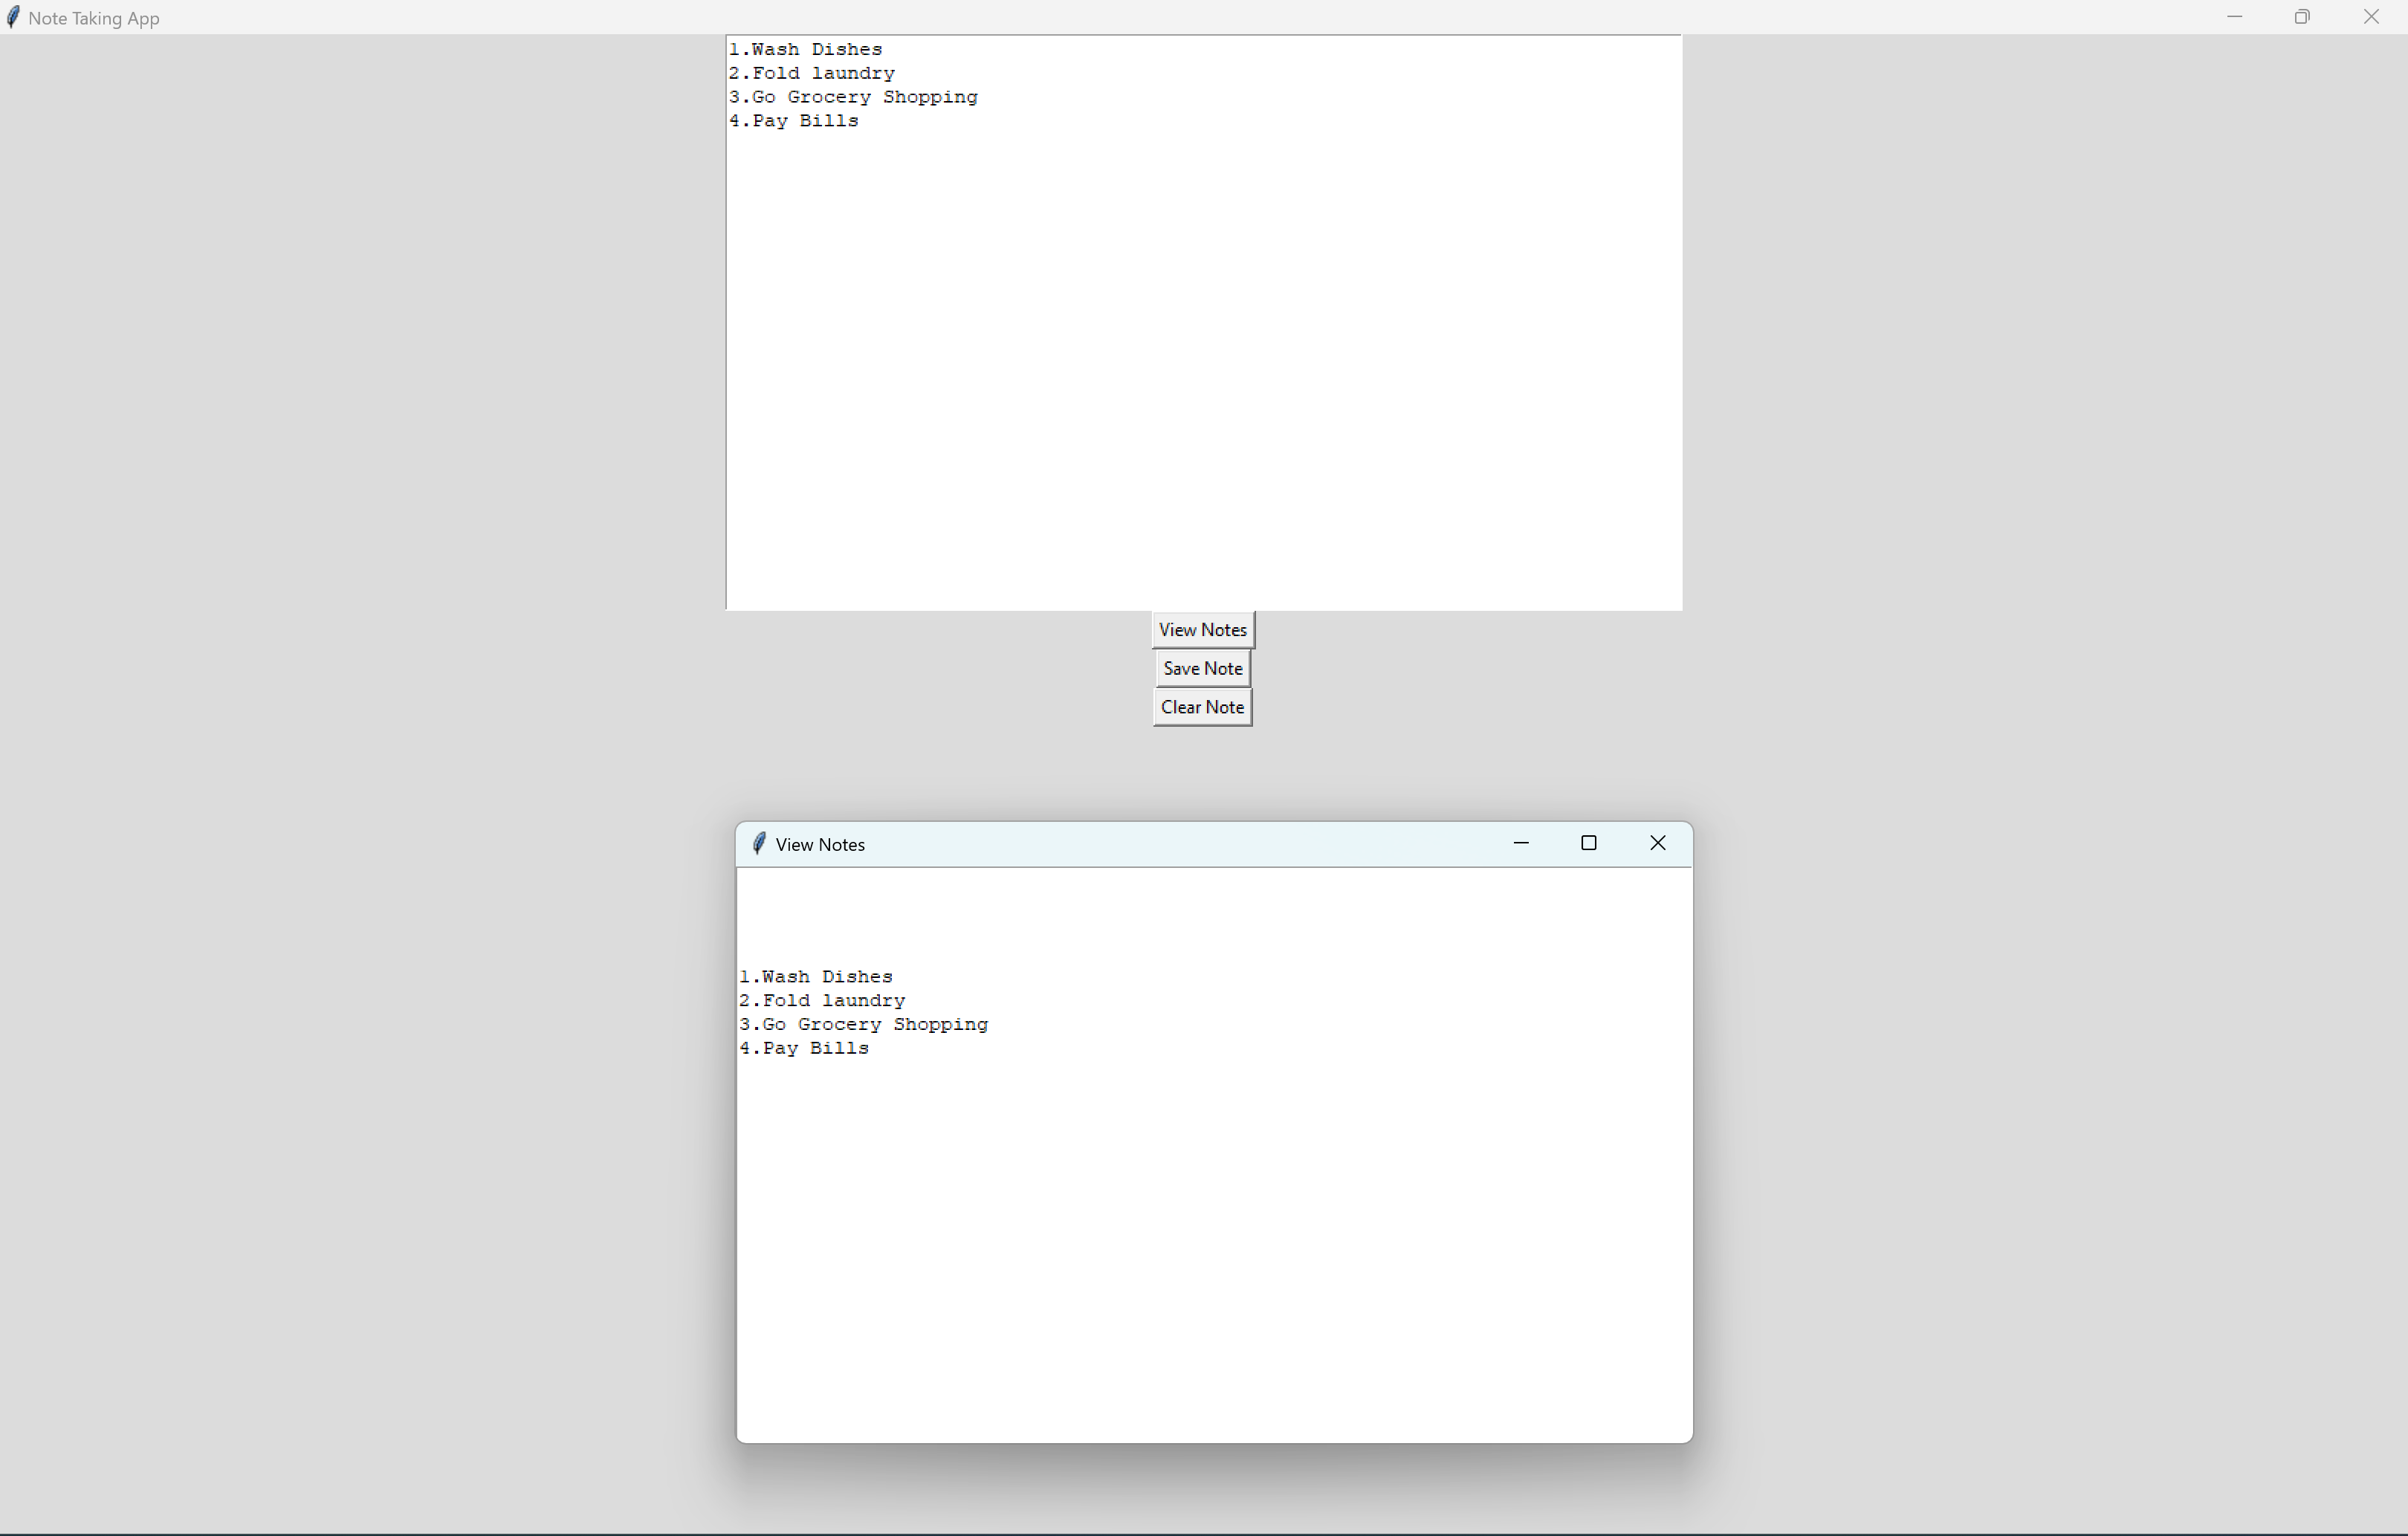 Note Taking App
1.Wash Dishes
2.Fold laundry
3.Go Grocery Shopping
4.Pay Bills
View Notes
Save Note
Clear Note
View Notes
1.Wash Dishes
2.Fold laundry
3.Go Grocery Shopping
4.Pay Bills